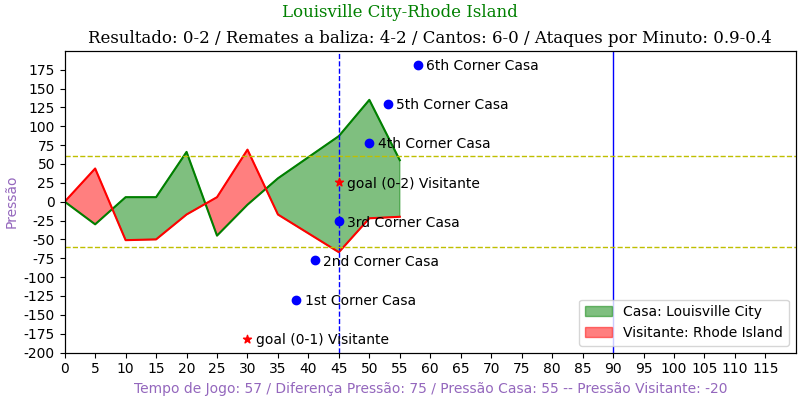 Louisville City-Rhode Island
Resultado: 0-2 / Remates a baliza: 4-2 / Cantos: 6-0 / Ataques por Minuto: 0.9-0.4
175
150
125
100
75
50
25
0
-25
-50
-75
-100
-125
-150
-175
-200
Pressão
6th Corner Casa
5th Corner Casa
4th Corner Casa
goal (0-2) Visitante
3rd Corner Casa
2nd Corner Casa
1st Corner Casa
goal (0-1) Visitante
Casa: Louisville City
Visitante: Rhode Island
0 5 10 15 20 25 30 35 40 45 50 55 60 65 70 75 80 85 90 95 100 105 110 115
Tempo de Jogo: 57 / Diferença Pressão: 75 / Pressão Casa: 55 -- Pressão Visitante: -20